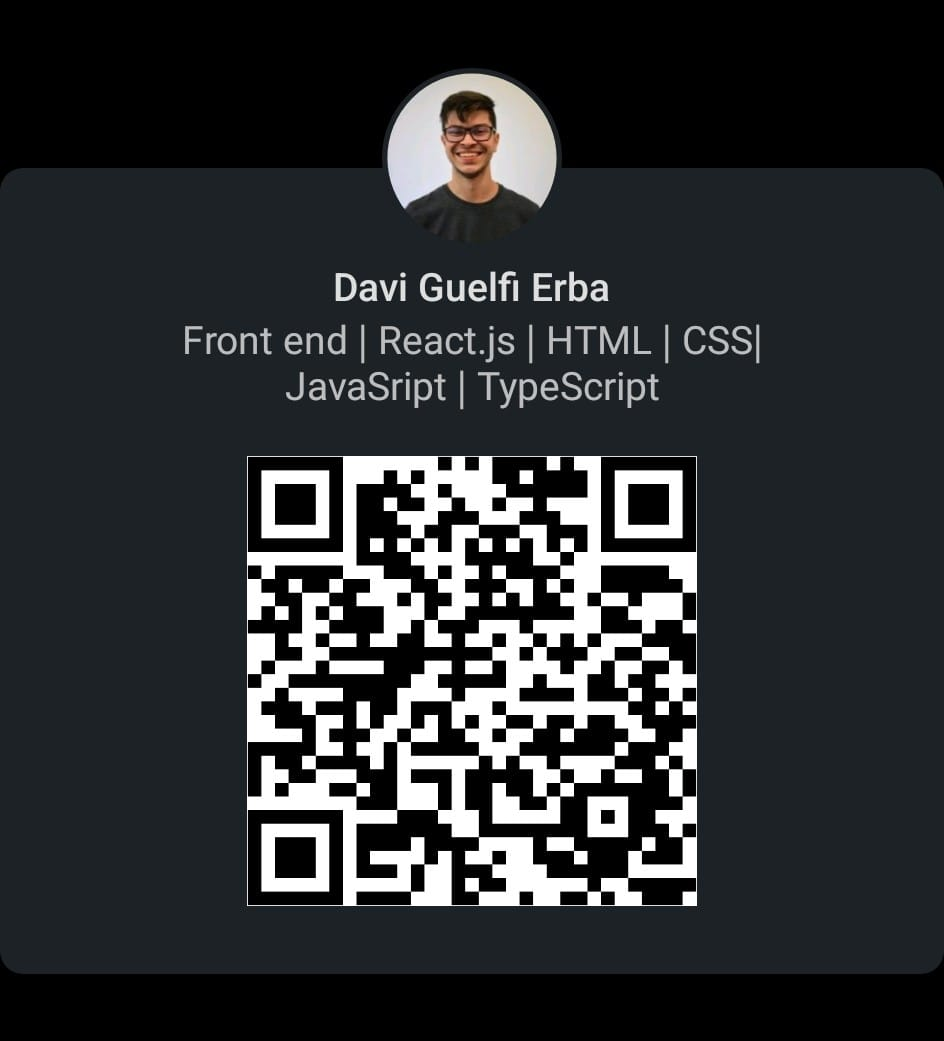 Davi Guelfi Erba
Front end | React.js | HTML | CSS|
JavaSript | TypeScript